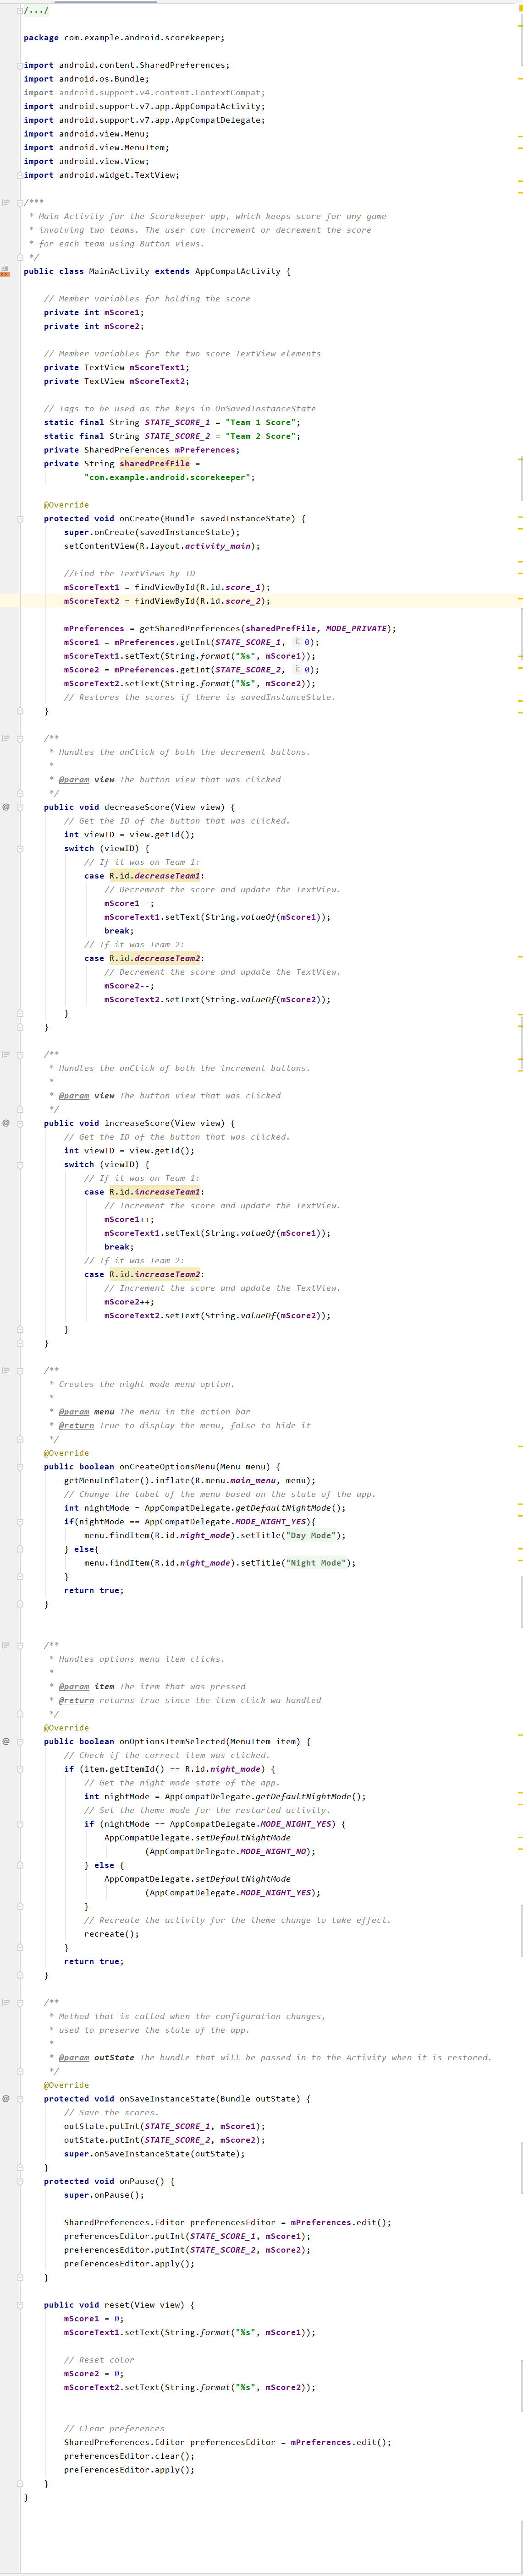 /.../
package com.example.android.scorekeeper;
import android.content.SharedPreferences;
import android.os.Bundle;
import android.support.v4.content.ContextCompat;
import android.support.v7.app.AppCompatActivity;
import android.support.v7.app.AppCompatDelegate;
import android.view.Menu;
import android.view.MenuItem;
import android.view.View;
import android.widget.TextView;
/***
 * Main Activity for the Scorekeeper app, which keeps score for any game
 * involving two teams. The user can increment or decrement the score
 * for each team using Button views.
 */
public class MainActivity extends AppCompatActivity {
    // Member variables for holding the score
    private int mScore1;
    private int mScore2;
    // Member variables for the two score TextView elements
    private TextView mScoreText1;
    private TextView mScoreText2;
    // Tags to be used as the keys in OnSavedInstanceState
    static final String STATE_SCORE_1 = "Team 1 Score";
    static final String STATE_SCORE_2 = "Team 2 Score";
    private SharedPreferences mPreferences;
    private String sharedPrefFile =
            "com.example.android.scorekeeper";
    @Override
    protected void onCreate(Bundle savedInstanceState) {
        super.onCreate(savedInstanceState);
        setContentView(R.layout.activity_main);
        //Find the TextViews by ID
        mScoreText1 = findViewById(R.id.score_1);
        mScoreText2 = findViewById(R.id.score_2);
        mPreferences = getSharedPreferences(sharedPrefFile, MODE_PRIVATE);
        mScore1 = mPreferences.getInt(STATE_SCORE_1, i: 0);
        mScoreText1.setText(String.format("%s", mScore1));
        mScore2 = mPreferences.getInt(STATE_SCORE_2, i: 0);
        mScoreText2.setText(String.format("%s", mScore2));
        // Restores the scores if there is savedInstanceState.
    }
    /**
     * Handles the onClick of both the decrement buttons.
     *
     * @param view The button view that was clicked
     */
@   public void decreaseScore(View view) {
        // Get the ID of the button that was clicked.
        int viewID = view.getId();
        switch (viewID) {
            // If it was on Team 1:
            case R.id.decreaseTeam1:
                // Decrement the score and update the TextView.
                mScore1--;
                mScoreText1.setText(String.valueOf(mScore1));
                break;
            // If it was Team 2:
            case R.id.decreaseTeam2:
                // Decrement the score and update the TextView.
                mScore2--;
                mScoreText2.setText(String.valueOf(mScore2));
        }
    }
    /**
     * Handles the onClick of both the increment buttons.
     *
     * @param view The button view that was clicked
     */
@   public void increaseScore(View view) {
        // Get the ID of the button that was clicked.
        int viewID = view.getId();
        switch (viewID) {
            // If it was on Team 1:
            case R.id.increaseTeam1:
                // Increment the score and update the TextView.
                mScore1++;
                mScoreText1.setText(String.valueOf(mScore1));
                break;
            // If it was Team 2:
            case R.id.increaseTeam2:
                // Increment the score and update the TextView.
                mScore2++;
                mScoreText2.setText(String.valueOf(mScore2));
        }
    }
    /**
     * Creates the night mode menu option.
     *
     * @param menu The menu in the action bar
     * @return True to display the menu, false to hide it
     */
    @Override
    public boolean onCreateOptionsMenu(Menu menu) {
        getMenuInflater().inflate(R.menu.main_menu, menu);
        // Change the label of the menu based on the state of the app.
        int nightMode = AppCompatDelegate.getDefaultNightMode();
        if(nightMode == AppCompatDelegate.MODE_NIGHT_YES){
            menu.findItem(R.id.night_mode).setTitle("Day Mode");
        } else{
            menu.findItem(R.id.night_mode).setTitle("Night Mode");
        }
        return true;
    }
    /**
     * Handles options menu item clicks.
     *
     * @param item The item that was pressed
     * @return returns true since the item click wa handled
     */
    @Override
@   public boolean onOptionsItemSelected(MenuItem item) {
        // Check if the correct item was clicked.
        if (item.getItemId() == R.id.night_mode) {
            // Get the night mode state of the app.
            int nightMode = AppCompatDelegate.getDefaultNightMode();
            // Set the theme mode for the restarted activity.
            if (nightMode == AppCompatDelegate.MODE_NIGHT_YES) {
                AppCompatDelegate.setDefaultNightMode
                        (AppCompatDelegate.MODE_NIGHT_NO);
            } else {
                AppCompatDelegate.setDefaultNightMode
                        (AppCompatDelegate.MODE_NIGHT_YES);
            }
            // Recreate the activity for the theme change to take effect.
            recreate();
        }
        return true;
    }
    /**
     * Method that is called when the configuration changes,
     * used to preserve the state of the app.
     *
     * @param outState The bundle that will be passed in to the Activity when it is restored.
     */
    @Override
@   protected void onSaveInstanceState(Bundle outState) {
        // Save the scores.
        outState.putInt(STATE_SCORE_1, mScore1);
        outState.putInt(STATE_SCORE_2, mScore2);
        super.onSaveInstanceState(outState);
    }
    protected void onPause() {
        super.onPause();
        SharedPreferences.Editor preferencesEditor = mPreferences.edit();
        preferencesEditor.putInt(STATE_SCORE_1, mScore1);
        preferencesEditor.putInt(STATE_SCORE_2, mScore2);
        preferencesEditor.apply();
    }
    public void reset(View view) {
        mScore1 = 0;
        mScoreText1.setText(String.format("%s", mScore1));
        // Reset color
        mScore2 = 0;
        mScoreText2.setText(String.format("%s", mScore2));
        // Clear preferences
        SharedPreferences.Editor preferencesEditor = mPreferences.edit();
        preferencesEditor.clear();
        preferencesEditor.apply();
    }
}